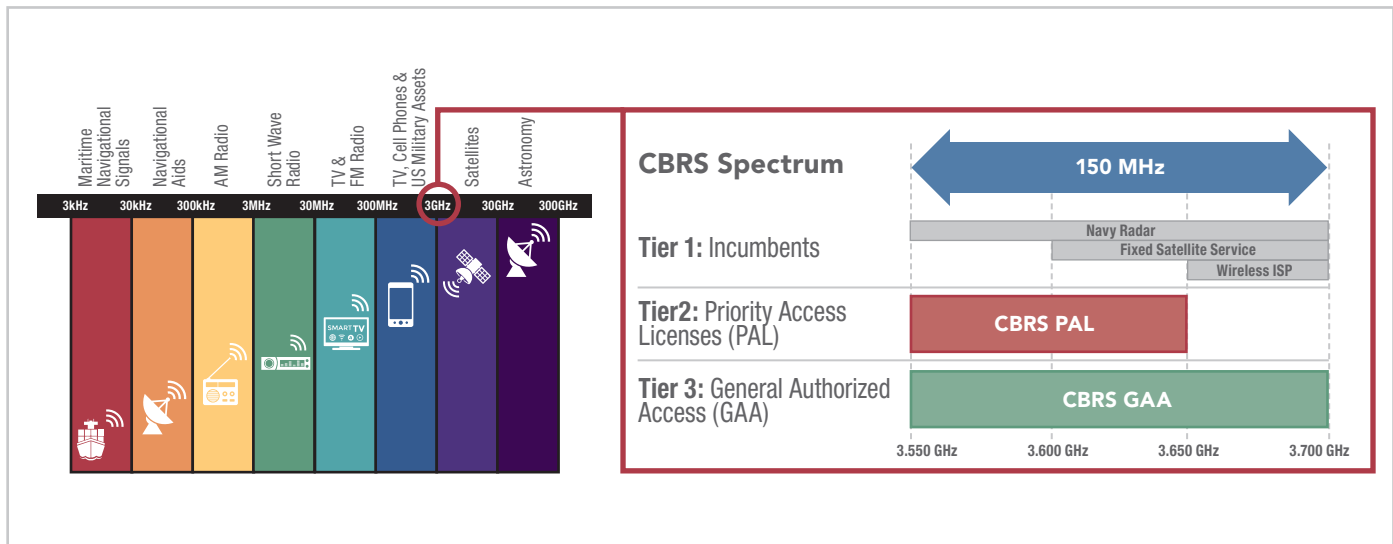 Maritime
Navigational
Signals
Navigational
Aids
AM Radio
Short Wave
Radio
TV &
FM Radio
TV, Cell Phones &
US Military Assets
Satellites
Astronomy
3kHz 30kHz 300kHz 3MHz 30MHz 300MHz 3GHz 30GHz 300GHz
SMART TV
CBRS Spectrum
150 MHz
Tier 1: Incumbents
Navy Radar
Fixed Satellite Service
Wireless ISP
Tier2: Priority Access
Licenses (PAL)
CBRS PAL
Tier 3: General Authorized
Access (GAA)
CBRS GAA
3.550 GHz 3.600 GHz 3.650 GHz 3.700 GHz